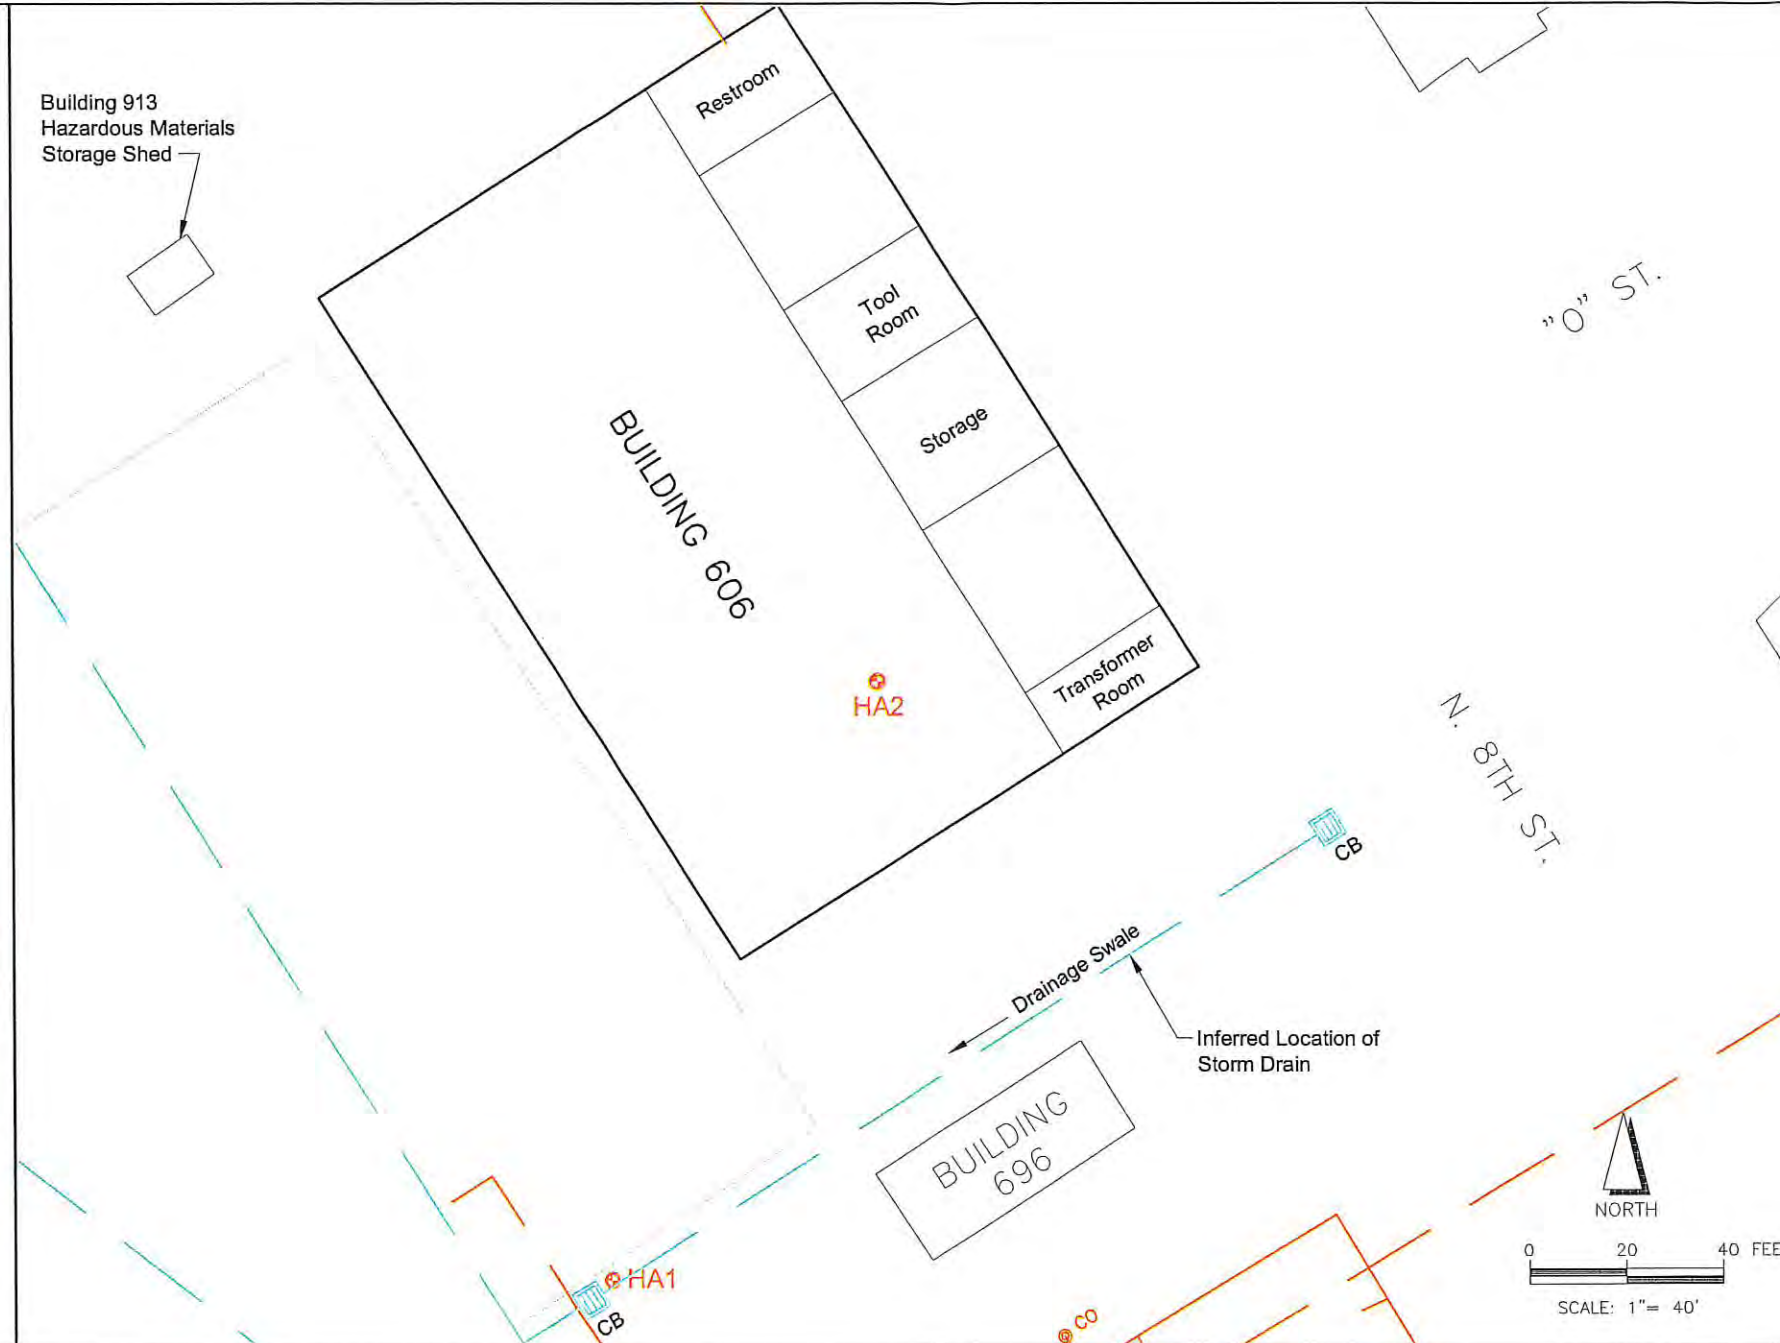 Building 913
Hazardous Materials
Storage Shed
Restroom
Tool
Room
Storage
"O" ST.
BUILDING 606
HA2
Transformer
Room
N. 8TH ST.
CB
Drainage Swale
Inferred Location of
Storm Drain
BUILDING
696
NORTH
0 20 40 FEE
SCALE: 1"= 40'
HA1
CB
CO